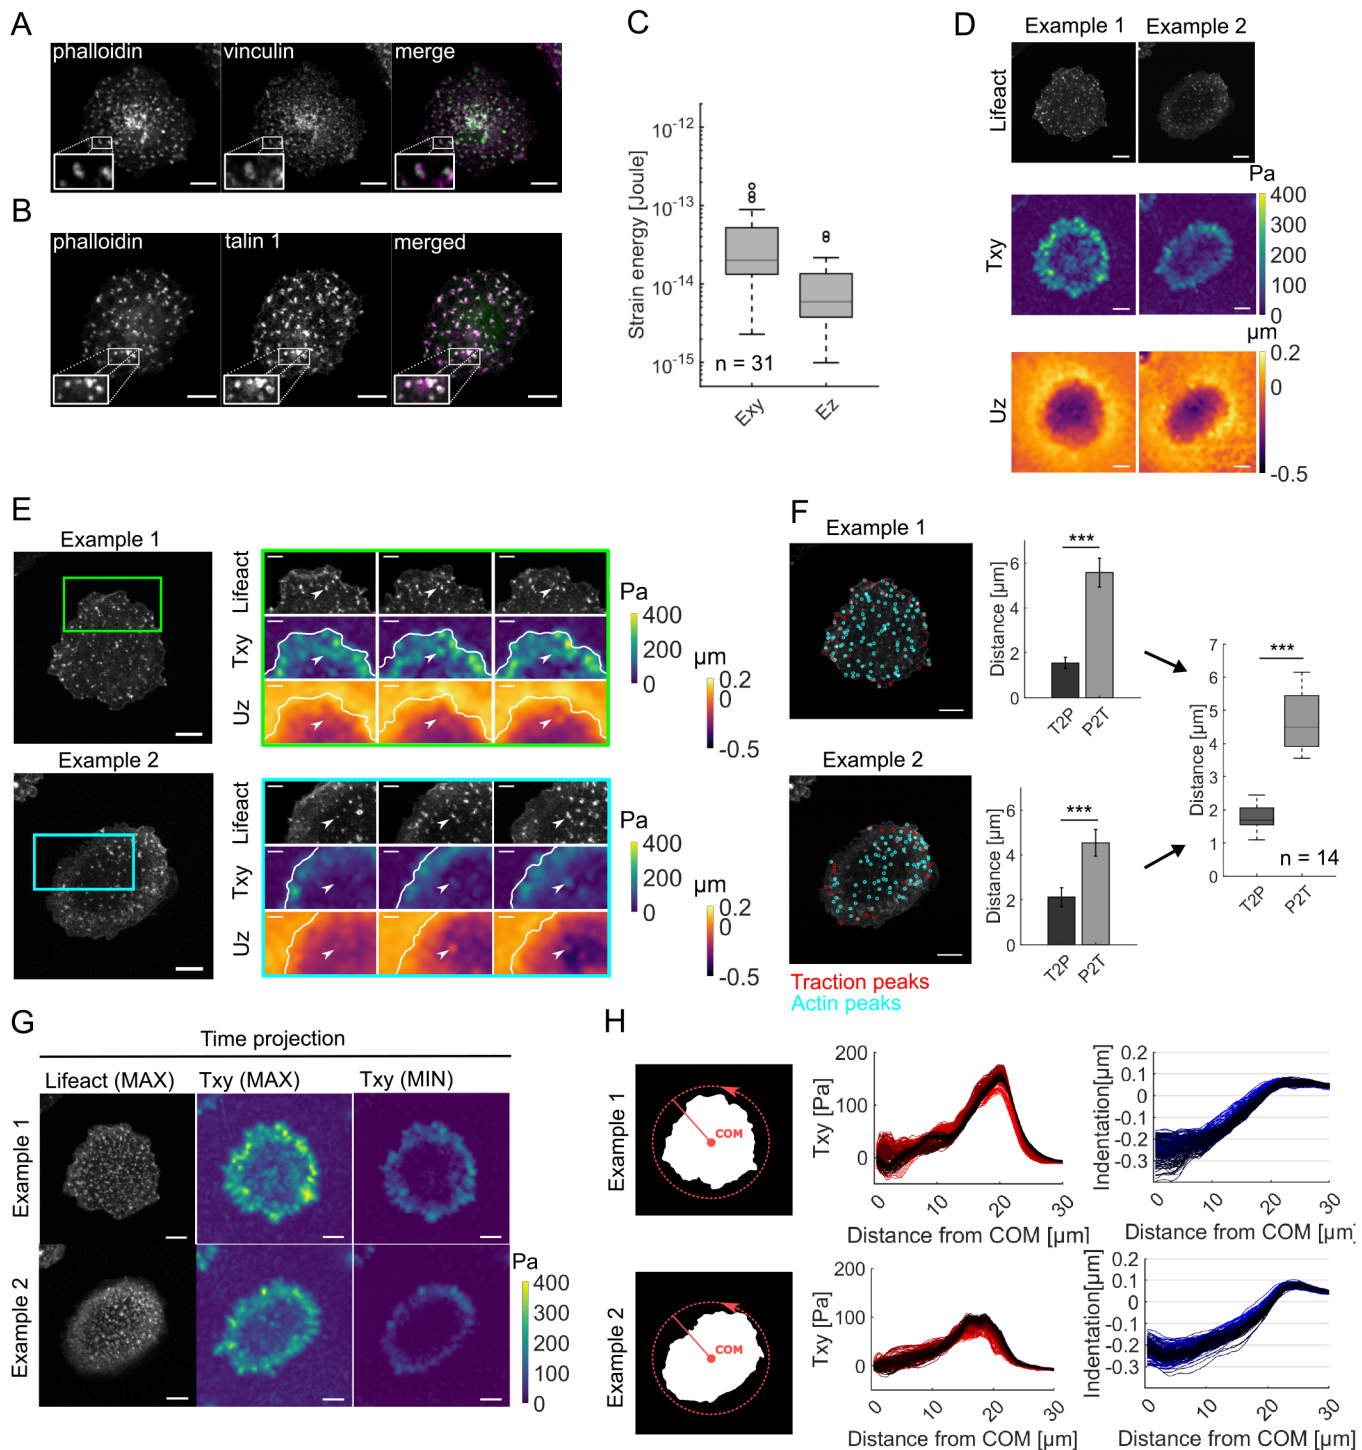 A
phalloidin
vinculin
merge
B
phalloidin
talin 1
merged
C
Strain energy [Joule]
10⁻¹²
10⁻¹³
10⁻¹⁴
10⁻¹⁵
n = 31
Exy
Ez
D
Example 1
Example 2
Lifeact
Txy
Uz
Pa
400
300
200
100
0
µm
0.2
0
-0.5
E
Example 1
Lifeact
Txy
Uz
Pa
400
200
0
µm
0.2
0
-0.5
Example 2
Lifeact
Txy
Uz
Pa
400
200
0
µm
0.2
0
-0.5
F
Example 1
Distance [µm]
6
4
2
0
***
T2P
P2T
Example 2
Distance [µm]
6
4
2
0
***
T2P
P2T
Traction peaks
Actin peaks
Distance [µm]
7
6
5
4
3
2
1
0
***
n = 14
T2P
P2T
G
Time projection
Lifeact (MAX)
Txy (MAX)
Txy (MIN)
Example 1
Example 2
Pa
400
300
200
100
0
H
Example 1
COM
Txy [Pa]
200
100
0
0
10
20
30
Distance from COM [µm]
Indentation[µm]
0.2
0.1
0
-0.1
-0.2
-0.3
0
10
20
30
Distance from COM [µm]
Example 2
COM
Txy [Pa]
200
100
0
0
10
20
30
Distance from COM [µm]
Indentation[µm]
0.2
0.1
0
-0.1
-0.2
-0.3
0
10
20
30
Distance from COM [µm]